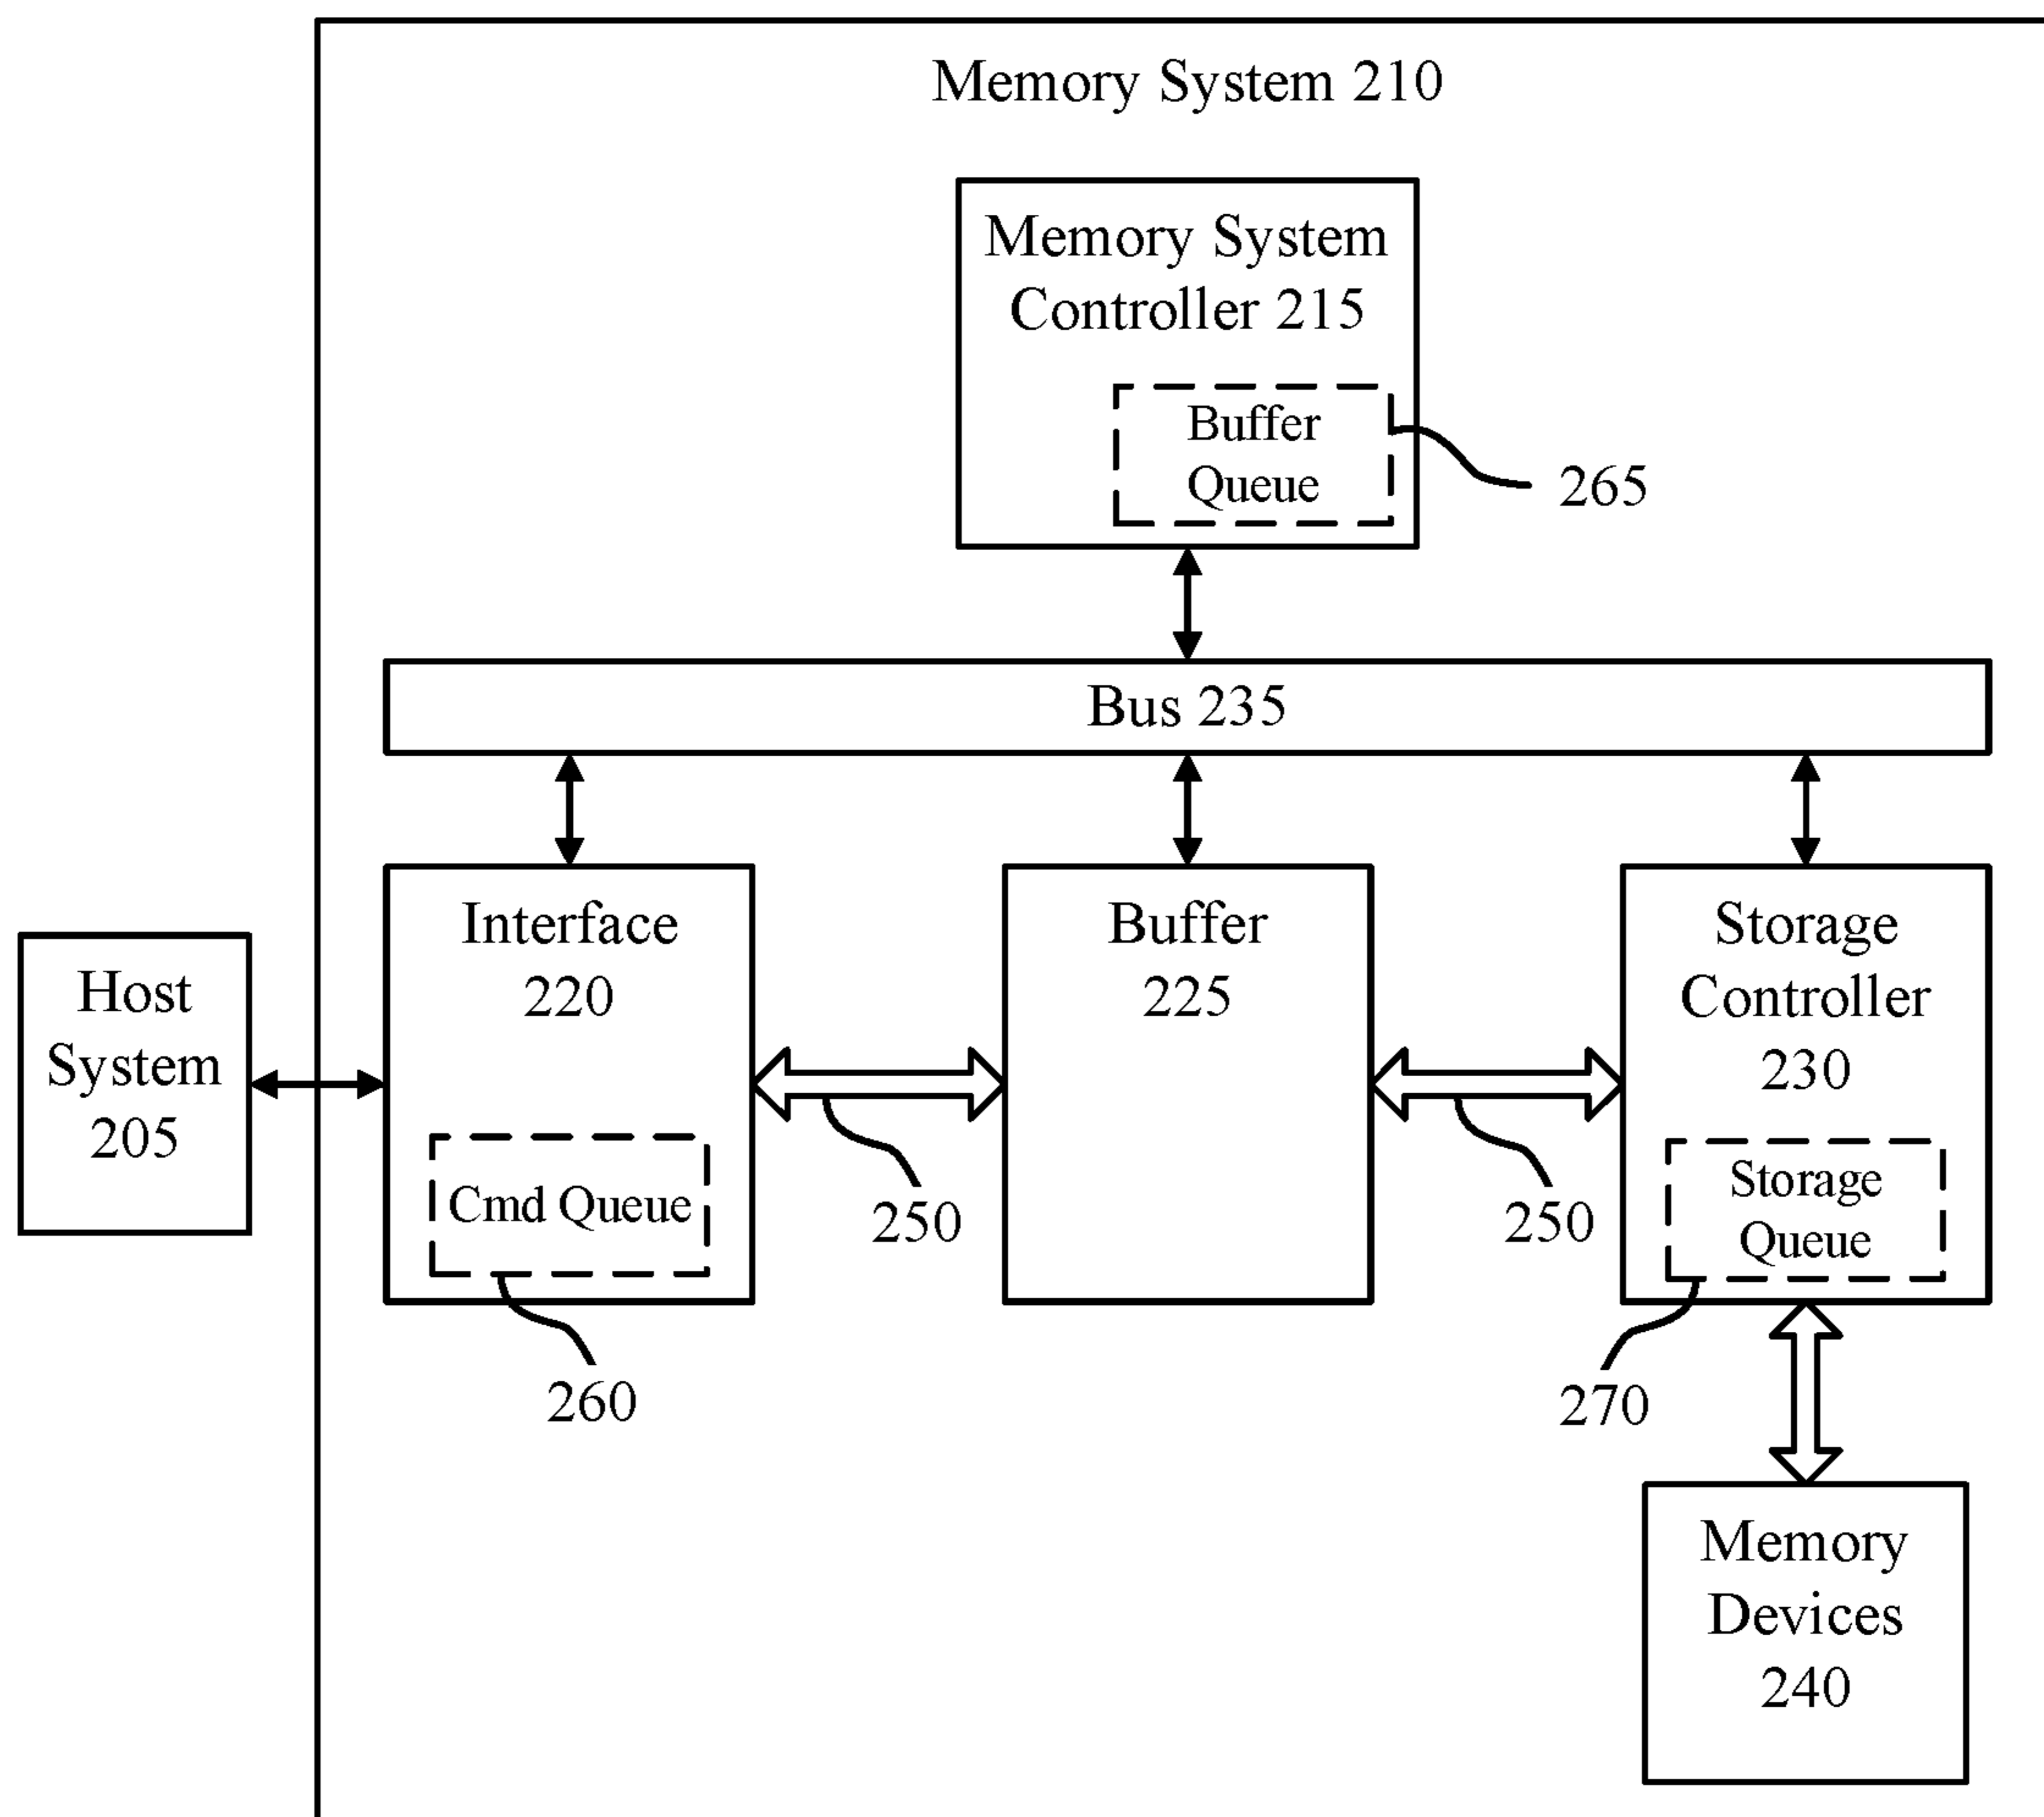 Memory System 210
Memory System
Controller 215
Buffer
Queue
265
Bus 235
Interface
220
Buffer
225
Storage
Controller
230
Host
System
205
Cmd Queue
250
250
Storage
Queue
260
270
Memory
Devices
240